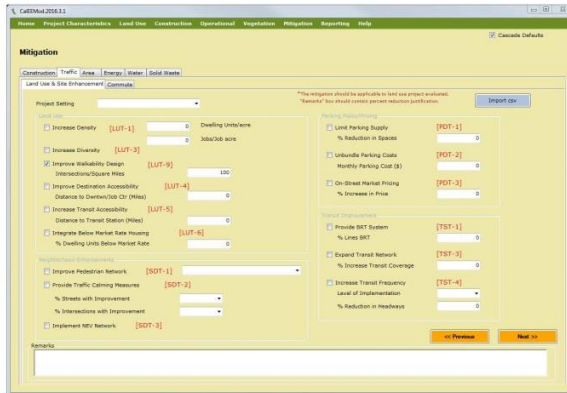 CalEEMod.2016.3.1
Home Project Characteristics Land Use Construction Operational Vegetation Mitigation Reporting Help
Cascade Defaults
Mitigation
Construction Traffic Area Energy Water Solid Waste
Land Use & Site Enhancement Commute
*The mitigation should be applicable to land use project evaluated.
"Remarks" box should contain percent reduction justification.
Import csv
Project Setting
Land Use
Increase Density [LUT-1] 0 Dwelling Units/acre
0 Jobs/Job acre
Increase Diversity [LUT-3]
Improve Walkability Design [LUT-9]
Intersections/Square Miles 100
Improve Destination Accessibility [LUT-4]
Distance to Dwntwn/Job Ctr (Miles) 0
Increase Transit Accessibility [LUT-5]
Distance to Transit Station (Miles) 0
Integrate Below Market Rate Housing [LUT-6]
% Dwelling Units Below Market Rate 0
Neighborhood Enhancements
Improve Pedestrian Network [SDT-1]
Provide Traffic Calming Measures [SDT-2]
% Streets with Improvement
% Intersections with Improvement
Implement NEV Network [SDT-3]
Parking Policy/Pricing
Limit Parking Supply [PDT-1]
% Reduction in Spaces 0
Unbundle Parking Costs [PDT-2]
Monthly Parking Cost ($) 0
On-Street Market Pricing [PDT-3]
% Increase in Price 0
Transit Improvement
Provide BRT System [TST-1]
% Lines BRT 0
Expand Transit Network [TST-3]
% Increase Transit Coverage 0
Increase Transit Frequency [TST-4]
Level of Implementation
% Reduction in Headways 0
<< Previous Next >>
Remarks